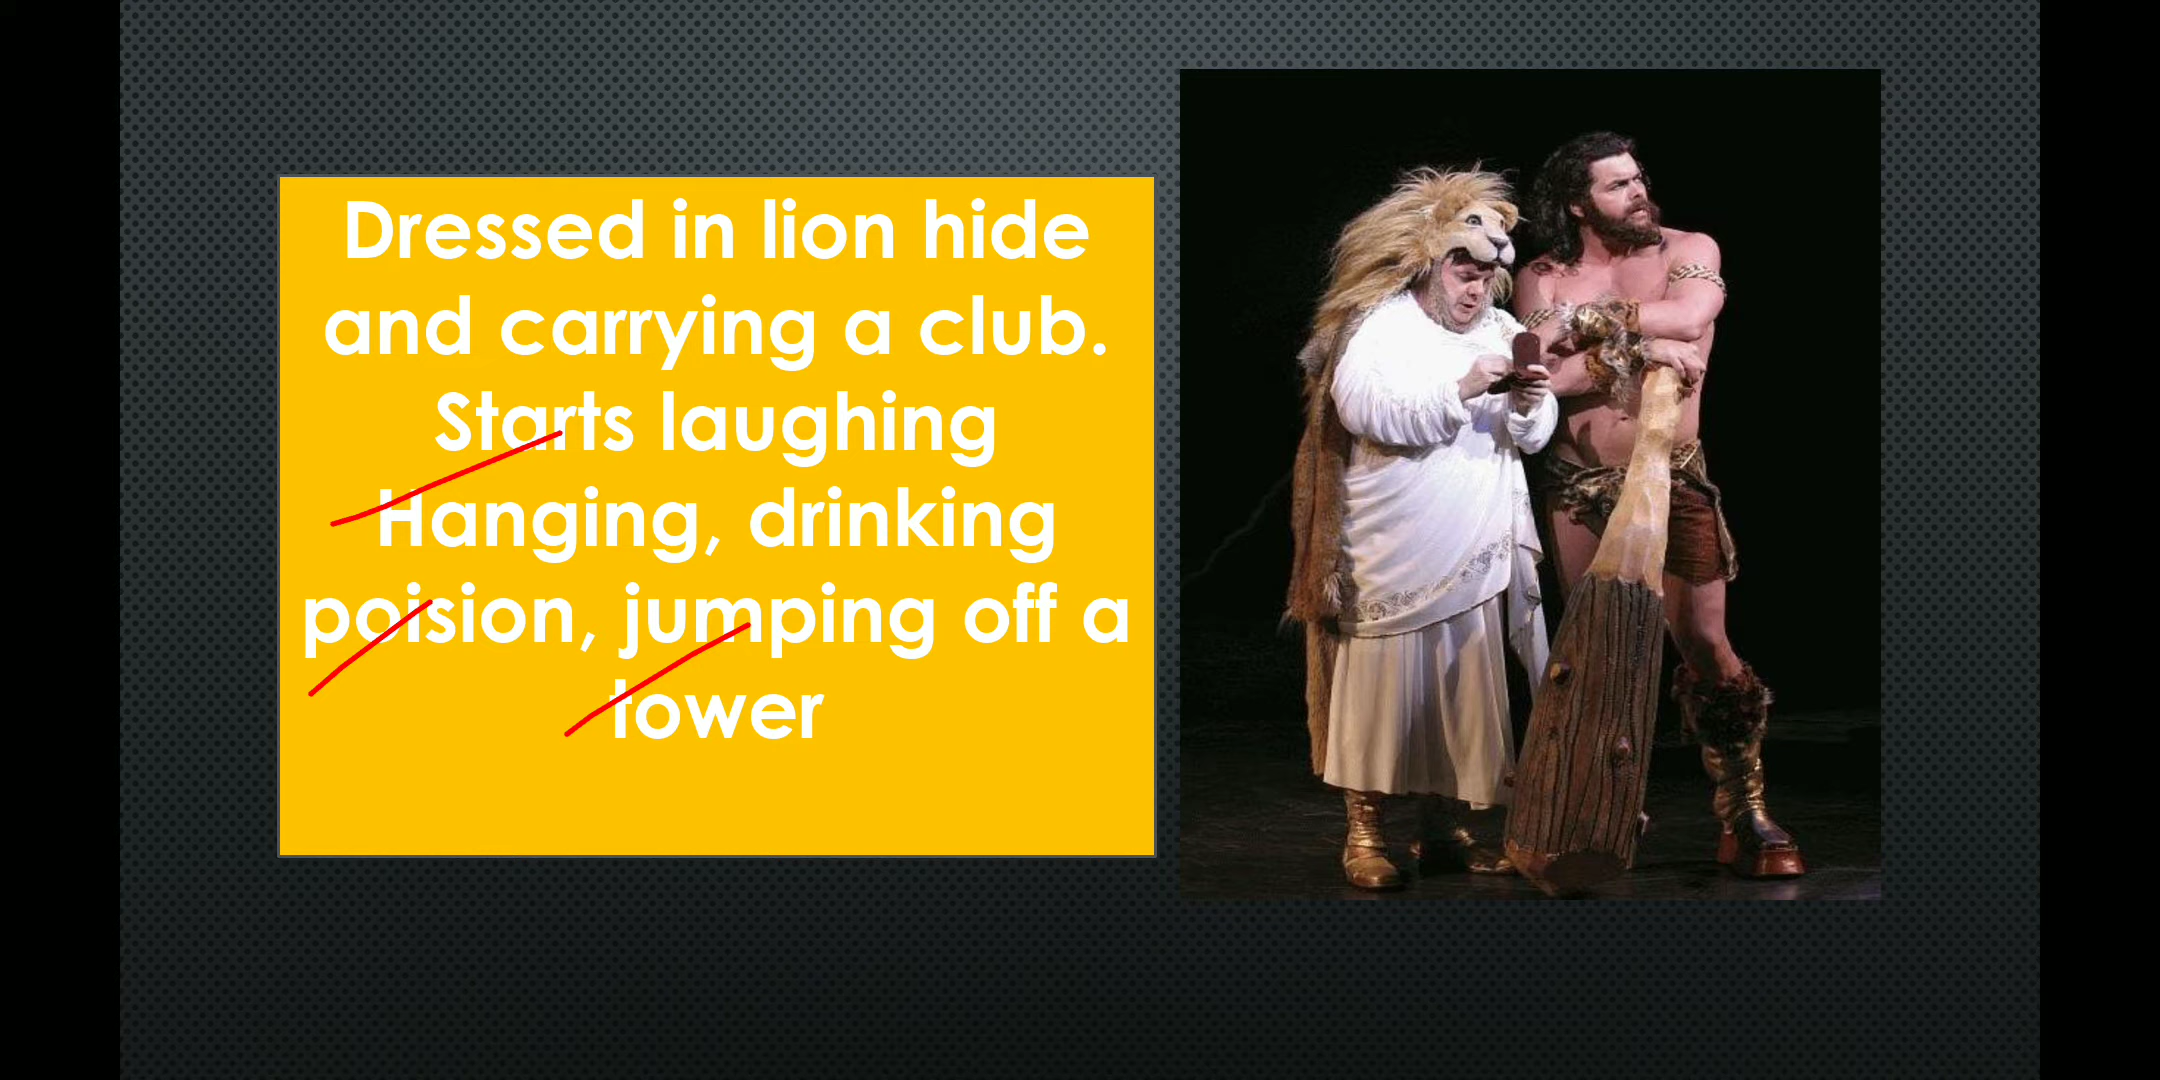 Dressed in lion hide
and carrying a club.
Starts laughing
Hanging, drinking
poision, jumping off a
tower